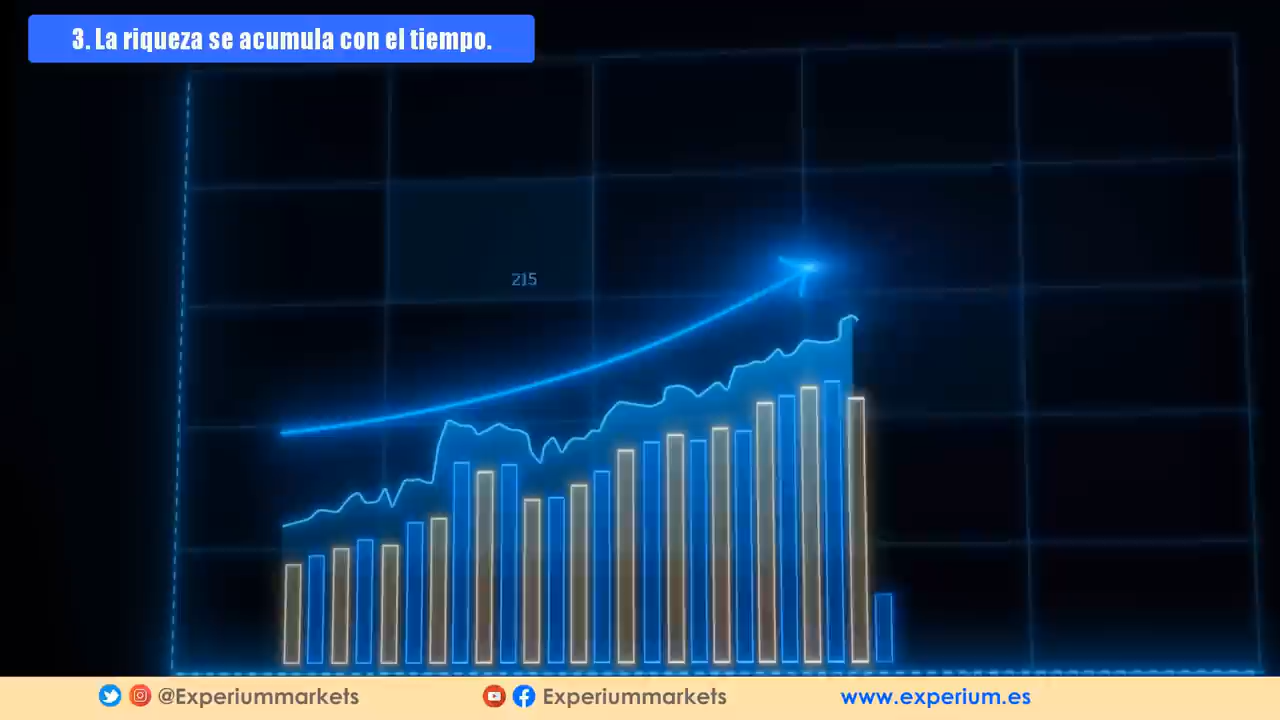 3. La riqueza se acumula con el tiempo.
215
@Experiummarkets
Experiummarkets
www.experium.es